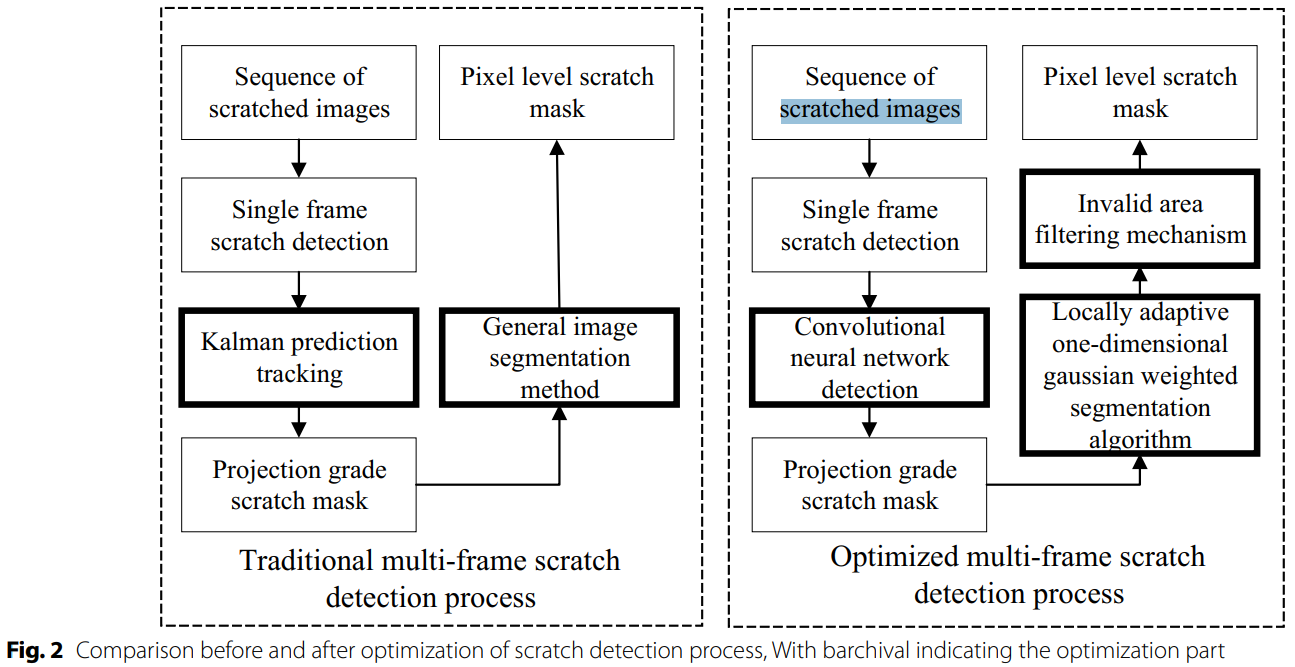 Sequence of
scratched images
Single frame
scratch detection
Kalman prediction
tracking
Projection grade
scratch mask
General image
segmentation
method
Pixel level scratch
mask
Traditional multi-frame scratch
detection process
Sequence of
scratched images
Single frame
scratch detection
Convolutional
neural network
detection
Projection grade
scratch mask
Locally adaptive
one-dimensional
gaussian weighted
segmentation
algorithm
Invalid area
filtering mechanism
Pixel level scratch
mask
Optimized multi-frame scratch
detection process
Fig. 2 Comparison before and after optimization of scratch detection process, With barchival indicating the optimization part